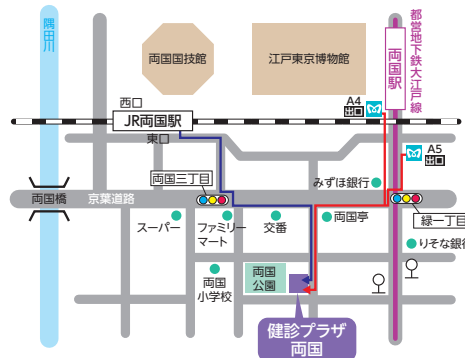 隅田川
両国国技館
江戸東京博物館
両国駅
都営地下鉄大江戸線
西口
JR両国駅
東口
A4
出口
A5
出口
両国三丁目
みずほ銀行
両国橋
京葉道路
緑一丁目
スーパー
ファミリー
マート
交番
両国亭
りそな銀行
両国
小学校
両国
公園
健診プラザ
両国